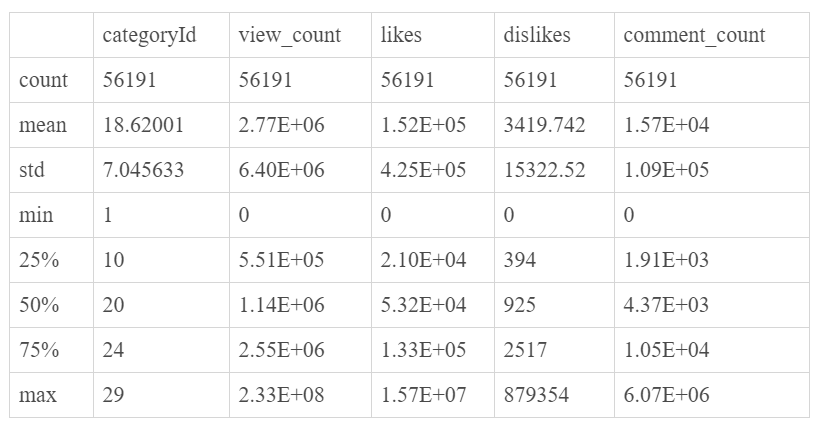 categoryId view_count likes dislikes comment_count
count 56191 56191 56191 56191 56191
mean 18.62001 2.77E+06 1.52E+05 3419.742 1.57E+04
std 7.045633 6.40E+06 4.25E+05 15322.52 1.09E+05
min 1 0 0 0 0
25% 10 5.51E+05 2.10E+04 394 1.91E+03
50% 20 1.14E+06 5.32E+04 925 4.37E+03
75% 24 2.55E+06 1.33E+05 2517 1.05E+04
max 29 2.33E+08 1.57E+07 879354 6.07E+06